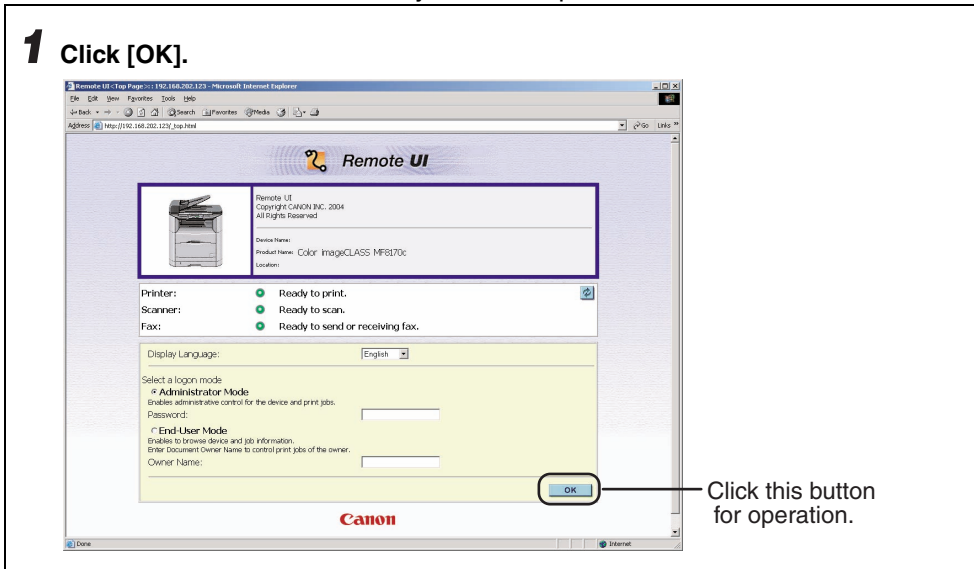 1 Click [OK].
Remote UI <Top Page> : 192.168.202.123 - Microsoft Internet Explorer
File Edit View Favorites Tools Help
Back Search Favorites Media
Address http://192.168.202.123/_top.html Go Links »
Remote UI
Remote UI
Copyright CANON INC. 2004
All Rights Reserved
Device Name:
Product Name: Color imageCLASS MF8170c
Location:
Printer: Ready to print.
Scanner: Ready to scan.
Fax: Ready to send or receiving fax.
Display Language: English
Select a logon mode
Administrator Mode
Enables administrative control for the device and print jobs.
Password:
End-User Mode
Enables to browse device and job information.
Enter Document Owner Name to control print jobs of the owner.
Owner Name:
OK
Click this button
for operation.
Canon
Done Internet